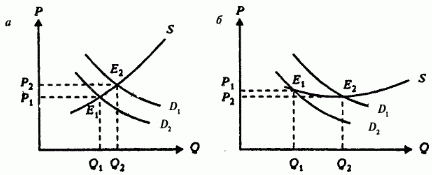 а
P
S
E₂
P₂
P₁
E₁
D₁
D₂
Q₁ Q₂
Q
б
P
S
E₁
E₂
P₁
P₂
D₁
D₂
Q₁
Q₂
Q